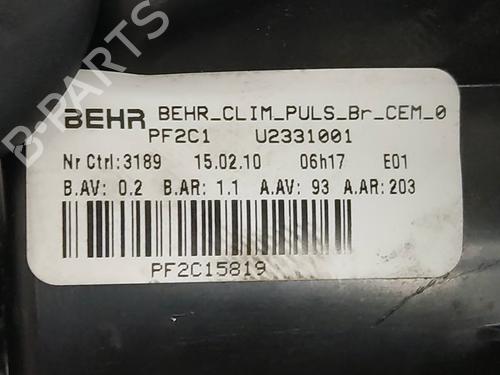 BEHR BEHR_CLIM_PULS_Br_CEM_0
PF2C1 U2331001
Nr Ctrl:3189 15.02.10 06h17 E01
B.AV: 0.2 B.AR: 1.1 A.AV: 93 A.AR: 203
PF2C15819
B-PARTS